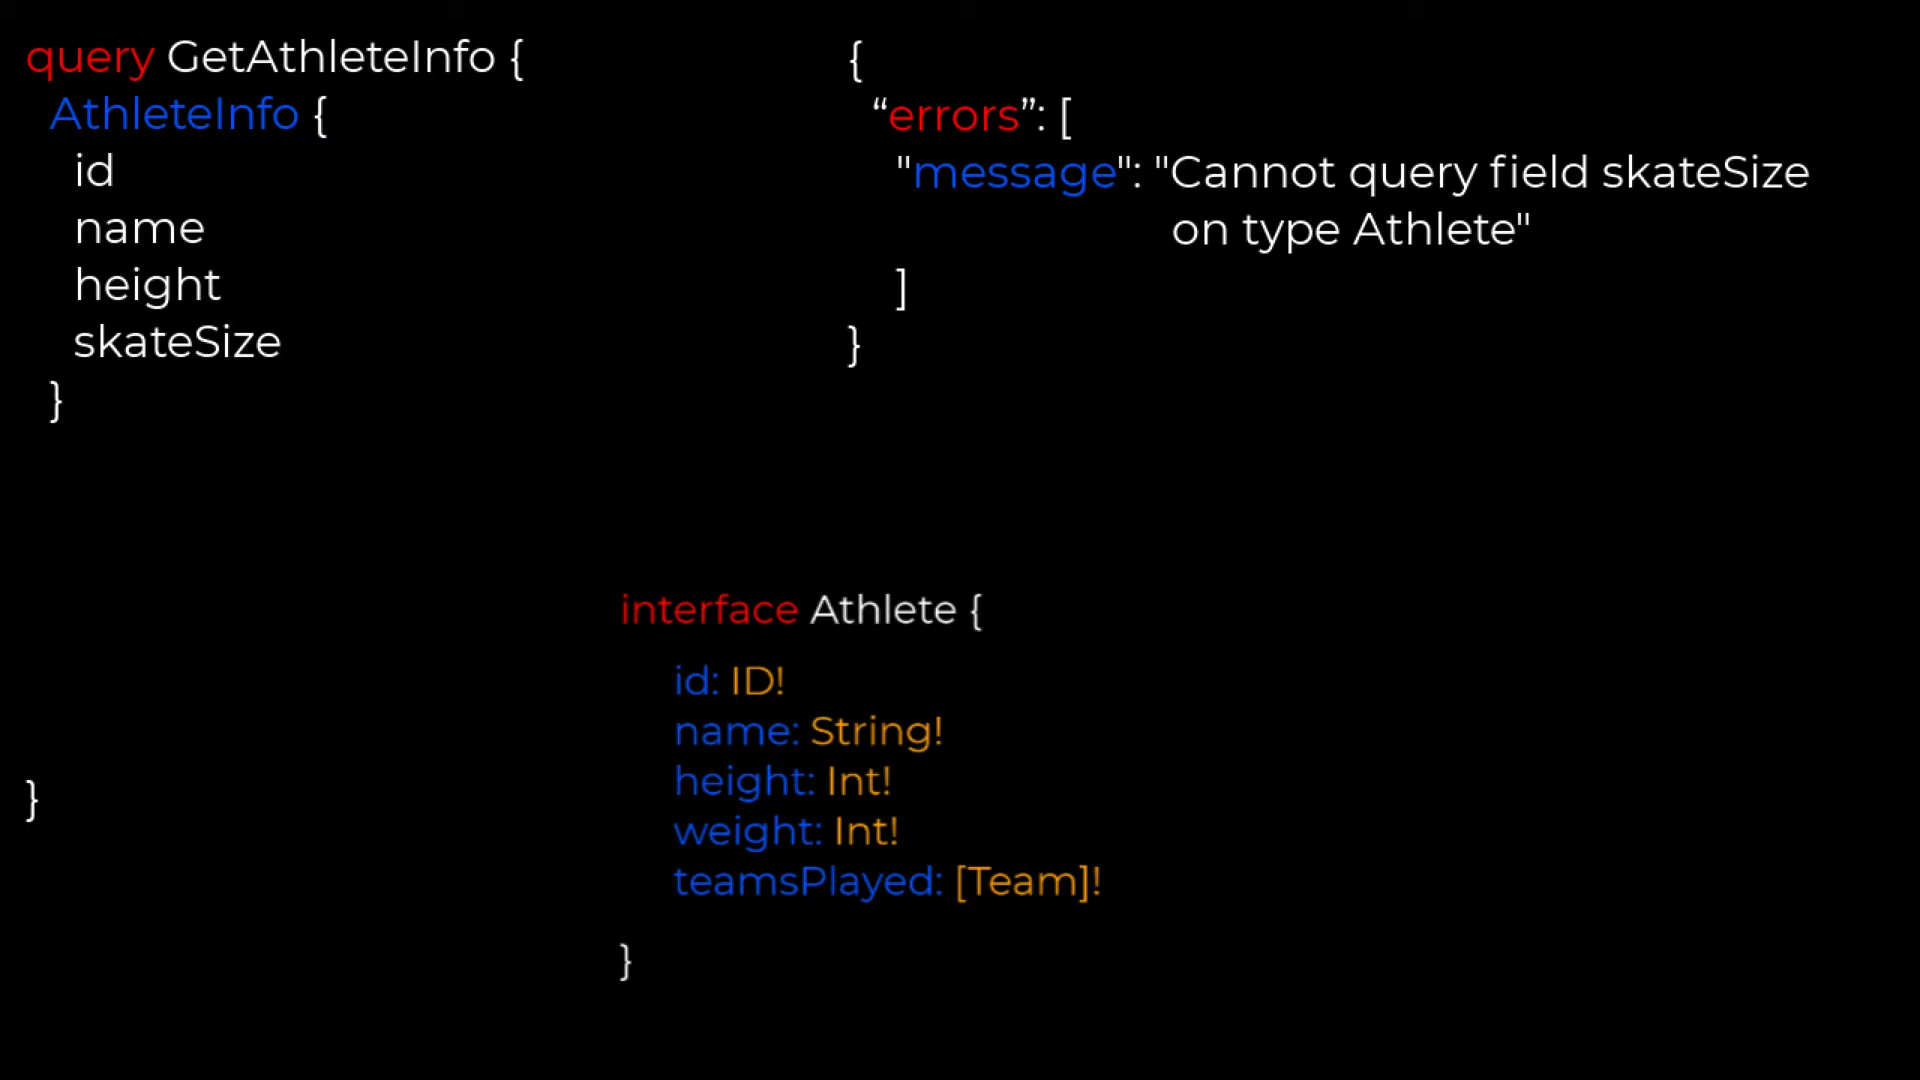 query GetAthleteInfo {
AthleteInfo {
id
name
height
skateSize
}
}
{
“errors”: [
"message": "Cannot query field skateSize
on type Athlete"
]
}
interface Athlete {
id: ID!
name: String!
height: Int!
weight: Int!
teamsPlayed: [Team]!
}